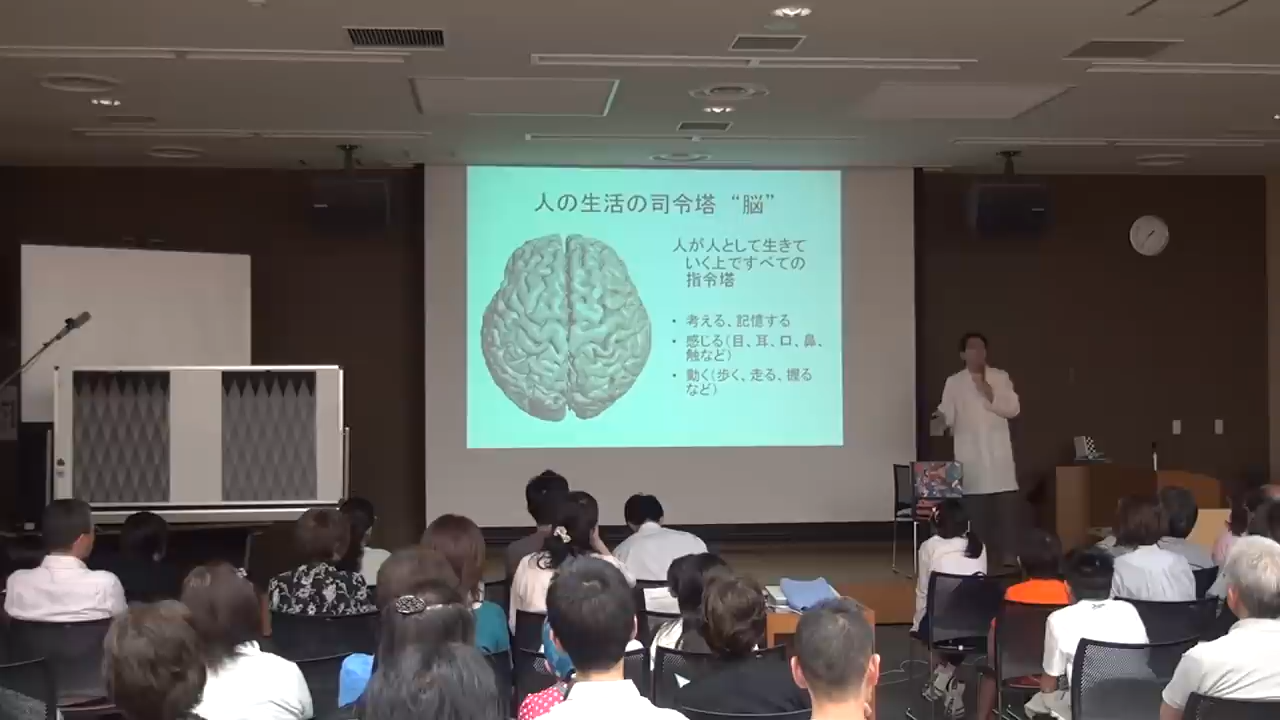 人の生活の司令塔 “脳”
人が人として生きて
いく上ですべての
指令塔
・ 考える、記憶する
・ 感じる(目、耳、口、鼻、
触など)
・ 動く(歩く、走る、握る
など)